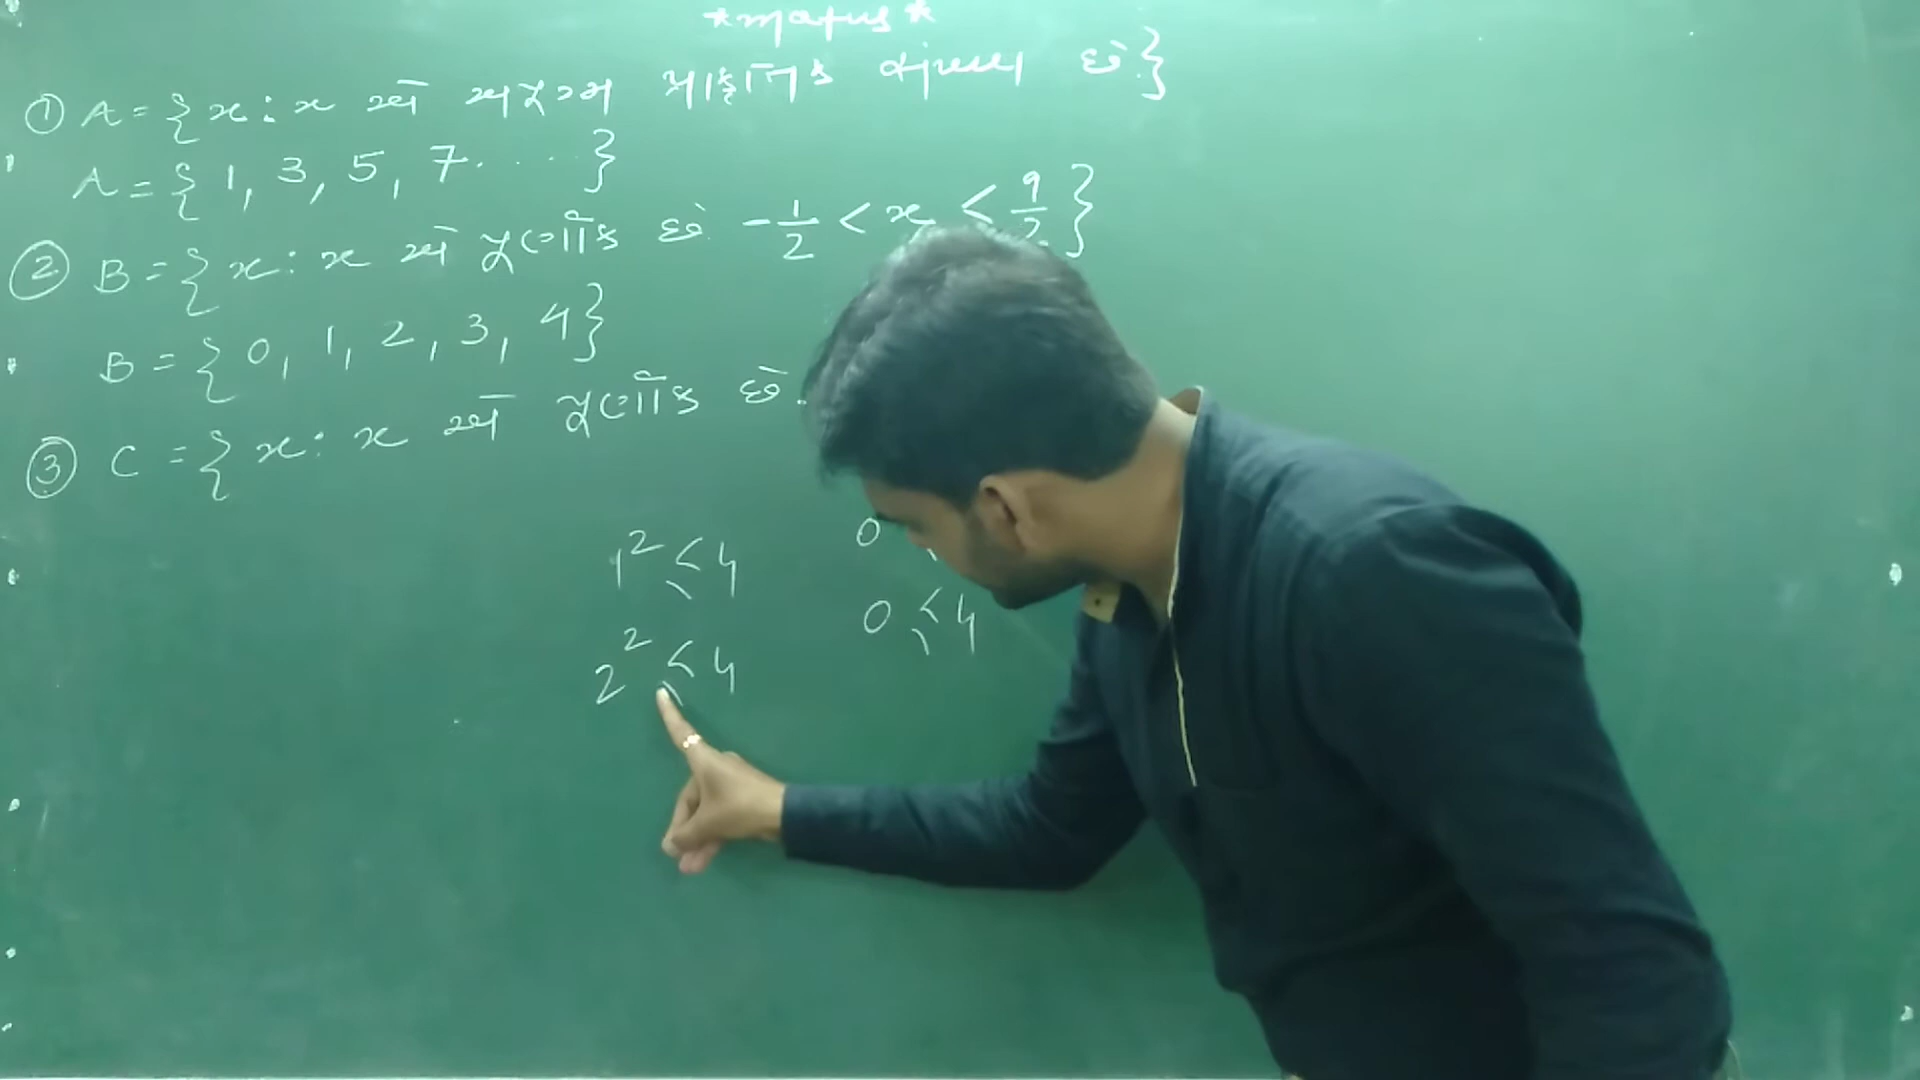 ① A = {x : x એ અયુગ્મ પ્રાકૃતિક સંખ્યા છે.}
A = {1, 3, 5, 7 . . . . . }
② B = {x : x એ પૂર્ણાંક છે. -1/2 < x < 9/2}
B = {0, 1, 2, 3, 4}
③ C = {x : x એ પૂર્ણાંક છે.
1² ≤ 4
0
0 ≤ 4
2² ≤ 4